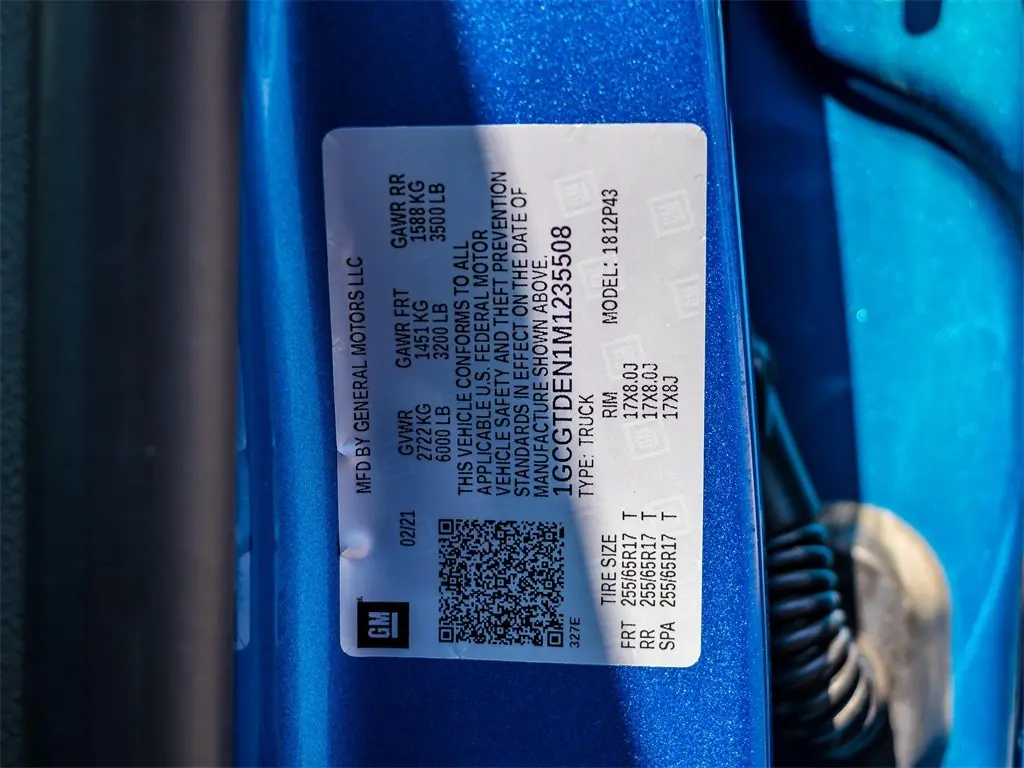 MFD BY GENERAL MOTORS LLC
GM
02/21
GVWR GAWR FRT GAWR RR
2722 KG 1451 KG 1588 KG
6000 LB 3200 LB 3500 LB
THIS VEHICLE CONFORMS TO ALL
APPLICABLE U.S. FEDERAL MOTOR
VEHICLE SAFETY AND THEFT PREVENTION
STANDARDS IN EFFECT ON THE DATE OF
MANUFACTURE SHOWN ABOVE.
1GCGTDEN1M1235508
327E
TYPE: TRUCK
TIRE SIZE RIM MODEL: 1812P43
FRT 255/65R17 T 17X8.0J
RR 255/65R17 T 17X8.0J
SPA 255/65R17 T 17X8J